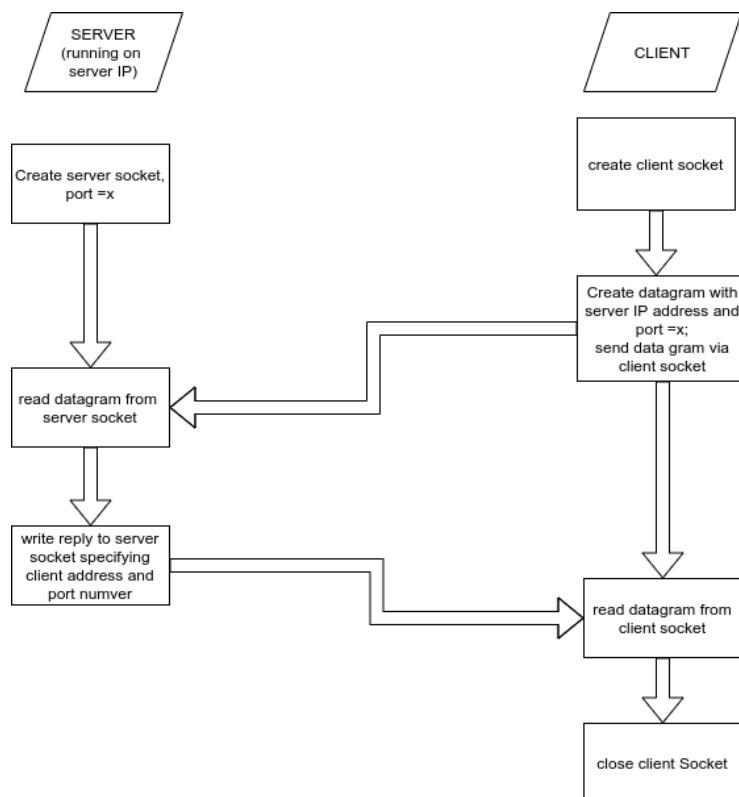 SERVER
(running on
server IP)
CLIENT
Create server socket,
port =x
create client socket
Create datagram with
server IP address and
port =x;
send data gram via
client socket
read datagram from
server socket
write reply to server
socket specifying
client address and
port numver
read datagram from
client socket
close client Socket